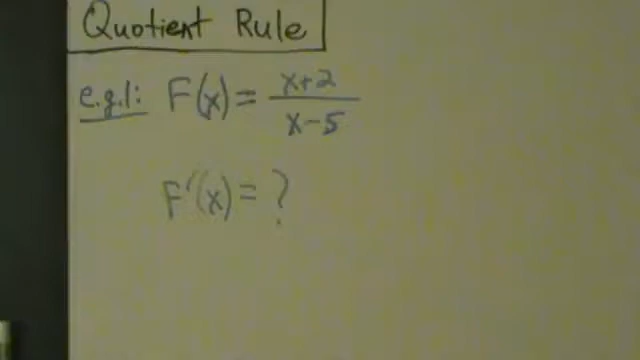 Quotient Rule
e.g.1: F(x) = x+2 / x-5
F'(x) = ?